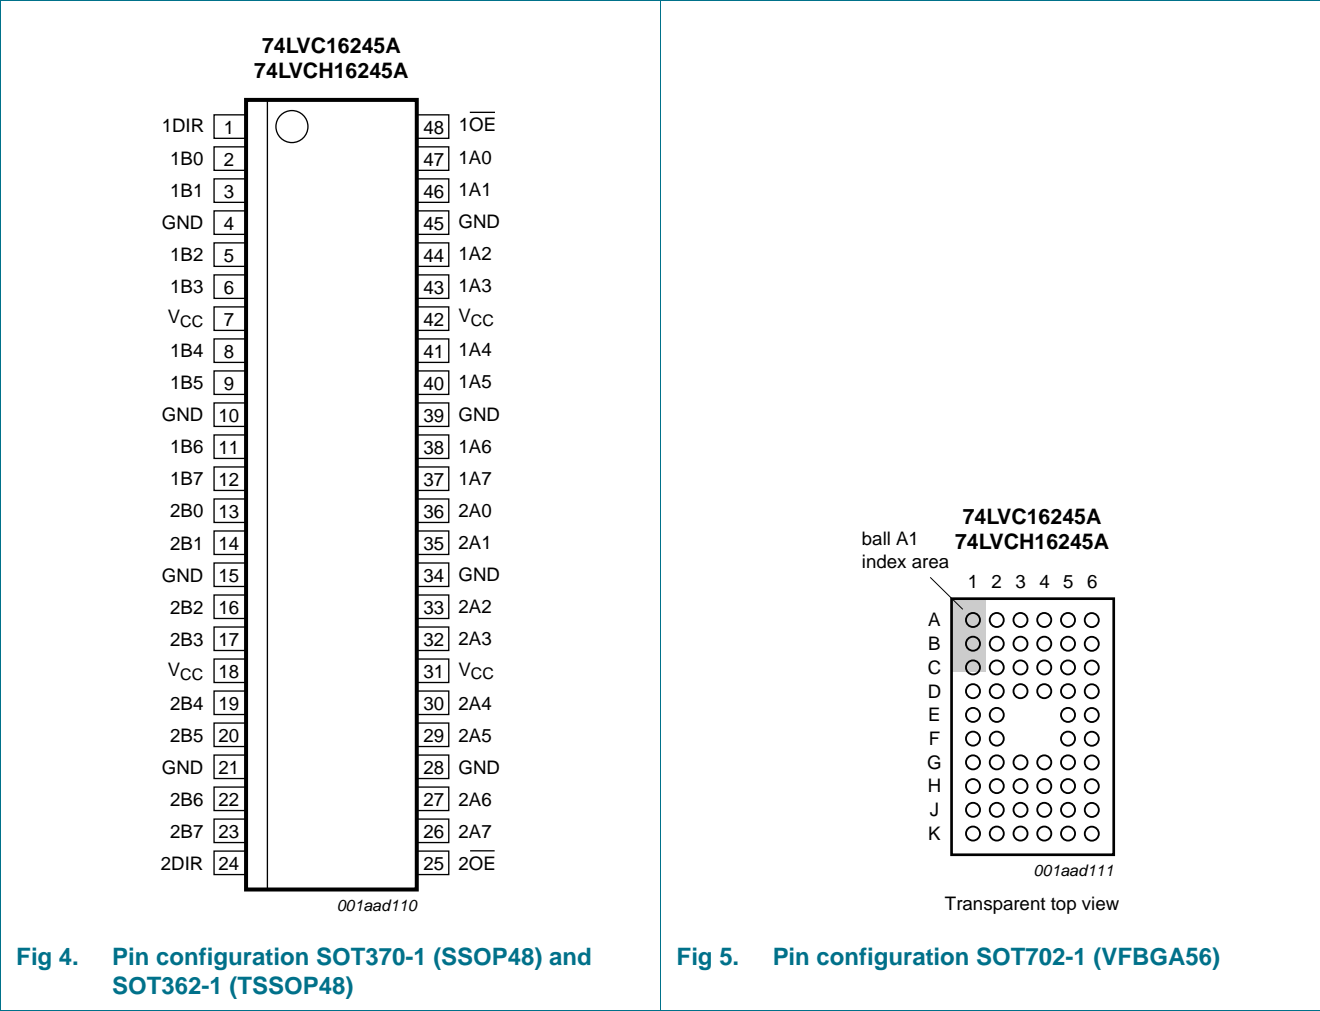 74LVC16245A
74LVCH16245A
1DIR 1 48 1OE
1B0 2 47 1A0
1B1 3 46 1A1
GND 4 45 GND
1B2 5 44 1A2
1B3 6 43 1A3
VCC 7 42 VCC
1B4 8 41 1A4
1B5 9 40 1A5
GND 10 39 GND
1B6 11 38 1A6
1B7 12 37 1A7
2B0 13 36 2A0
2B1 14 35 2A1
GND 15 34 GND
2B2 16 33 2A2
2B3 17 32 2A3
VCC 18 31 VCC
2B4 19 30 2A4
2B5 20 29 2A5
GND 21 28 GND
2B6 22 27 2A6
2B7 23 26 2A7
2DIR 24 25 2OE
001aad110
Fig 4. Pin configuration SOT370-1 (SSOP48) and
SOT362-1 (TSSOP48)
74LVC16245A
74LVCH16245A
ball A1
index area
1 2 3 4 5 6
A
B
C
D
E
F
G
H
J
K
001aad111
Transparent top view
Fig 5. Pin configuration SOT702-1 (VFBGA56)